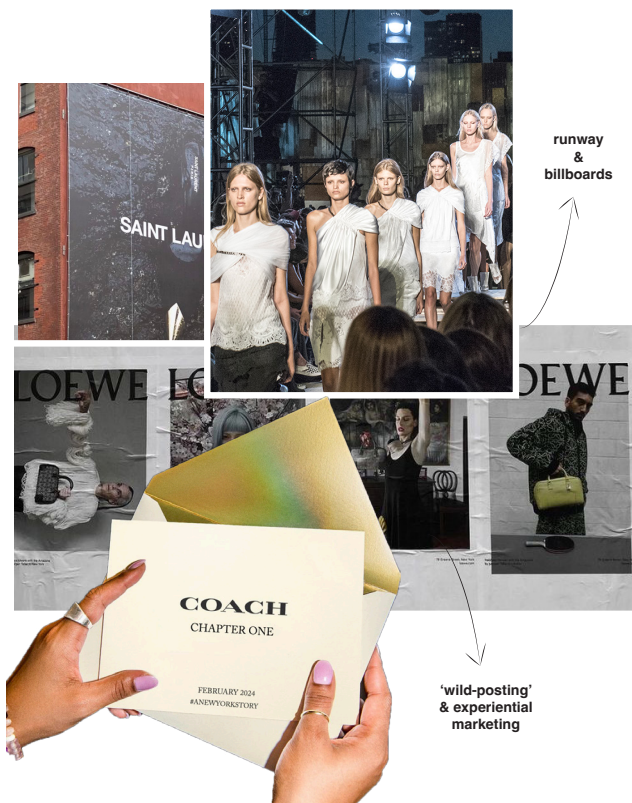 runway
&
billboards
SAINT LAU
LOEWE
LO
OEWE
COACH
CHAPTER ONE
FEBRUARY 2024
#ANEWYORKSTORY
‘wild-posting’
& experiential
marketing